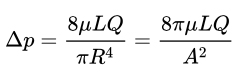 Δp = 8μLQ / πR⁴ = 8πμLQ / A²